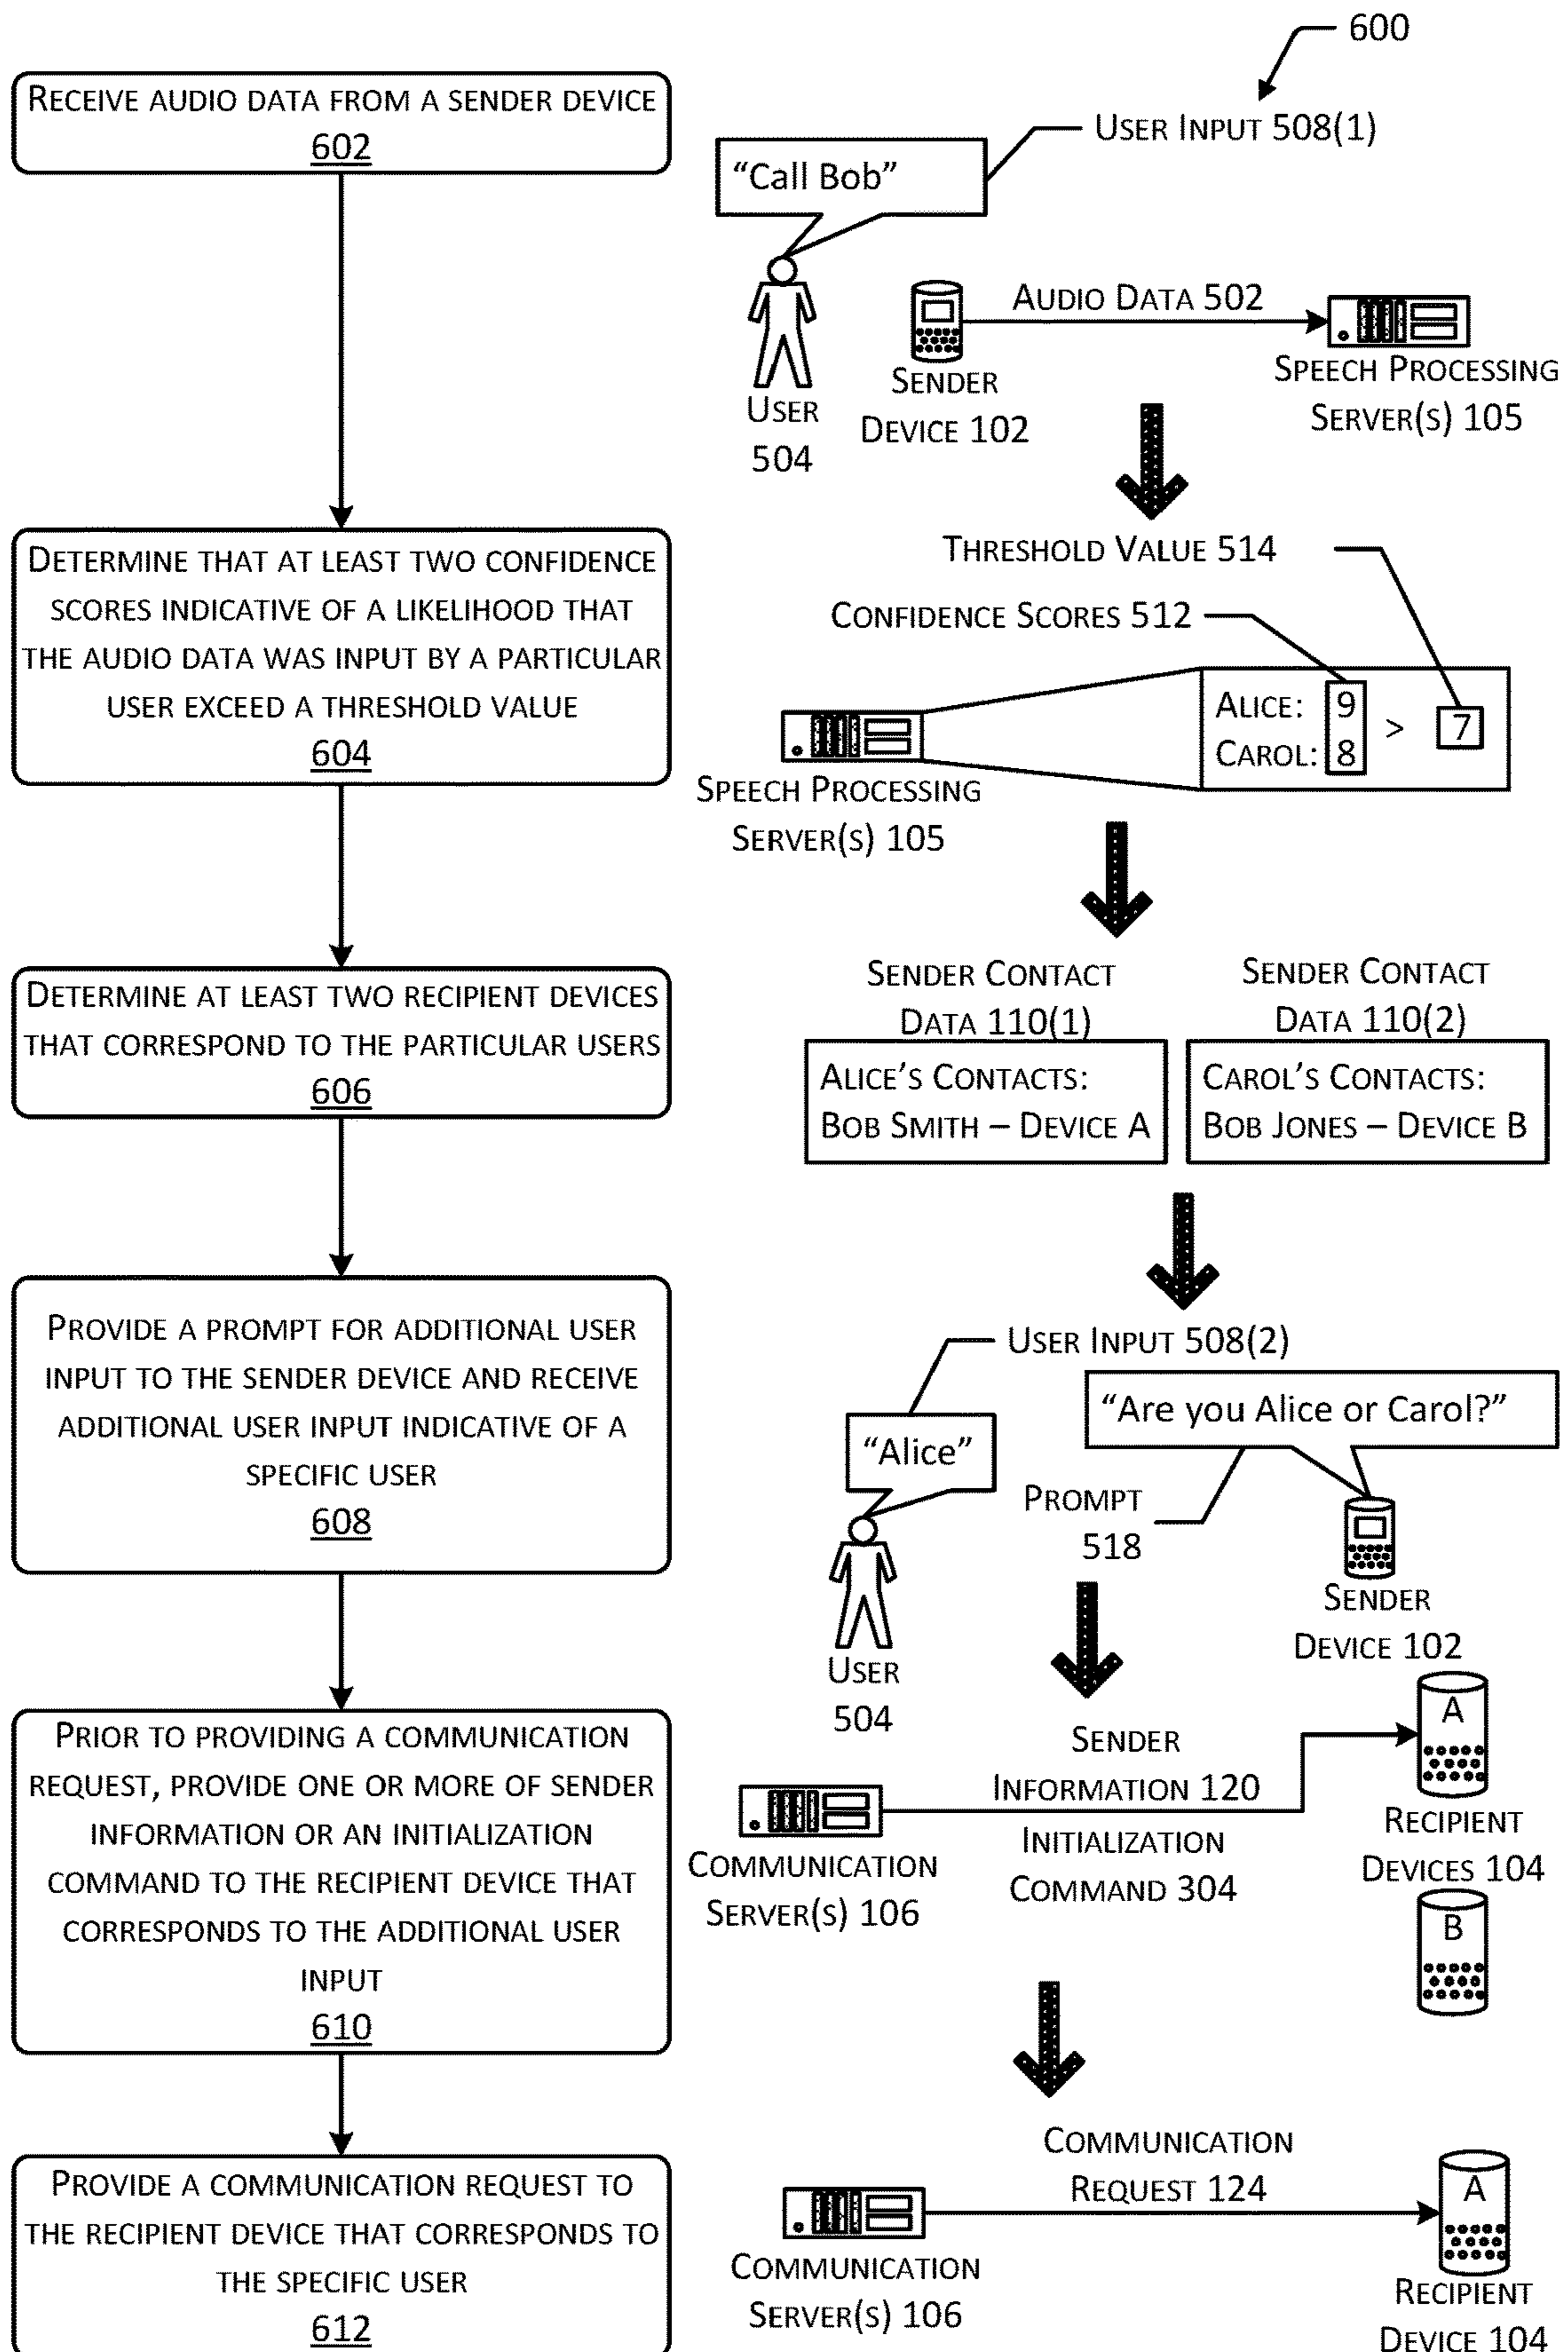 600
RECEIVE AUDIO DATA FROM A SENDER DEVICE
602
USER INPUT 508(1)
“Call Bob”
AUDIO DATA 502
USER
504
SENDER
DEVICE 102
SPEECH PROCESSING
SERVER(S) 105
DETERMINE THAT AT LEAST TWO CONFIDENCE
SCORES INDICATIVE OF A LIKELIHOOD THAT
THE AUDIO DATA WAS INPUT BY A PARTICULAR
USER EXCEED A THRESHOLD VALUE
604
THRESHOLD VALUE 514
CONFIDENCE SCORES 512
ALICE: 9
CAROL: 8
>
7
SPEECH PROCESSING
SERVER(S) 105
DETERMINE AT LEAST TWO RECIPIENT DEVICES
THAT CORRESPOND TO THE PARTICULAR USERS
606
SENDER CONTACT
DATA 110(1)
ALICE’S CONTACTS:
BOB SMITH – DEVICE A
SENDER CONTACT
DATA 110(2)
CAROL’S CONTACTS:
BOB JONES – DEVICE B
PROVIDE A PROMPT FOR ADDITIONAL USER
INPUT TO THE SENDER DEVICE AND RECEIVE
ADDITIONAL USER INPUT INDICATIVE OF A
SPECIFIC USER
608
USER INPUT 508(2)
“Are you Alice or Carol?”
“Alice”
PROMPT
518
SENDER
DEVICE 102
USER
504
PRIOR TO PROVIDING A COMMUNICATION
REQUEST, PROVIDE ONE OR MORE OF SENDER
INFORMATION OR AN INITIALIZATION
COMMAND TO THE RECIPIENT DEVICE THAT
CORRESPONDS TO THE ADDITIONAL USER
INPUT
610
SENDER
INFORMATION 120
INITIALIZATION
COMMAND 304
COMMUNICATION
SERVER(S) 106
A
RECIPIENT
DEVICES 104
B
PROVIDE A COMMUNICATION REQUEST TO
THE RECIPIENT DEVICE THAT CORRESPONDS TO
THE SPECIFIC USER
612
COMMUNICATION
REQUEST 124
COMMUNICATION
SERVER(S) 106
A
RECIPIENT
DEVICE 104